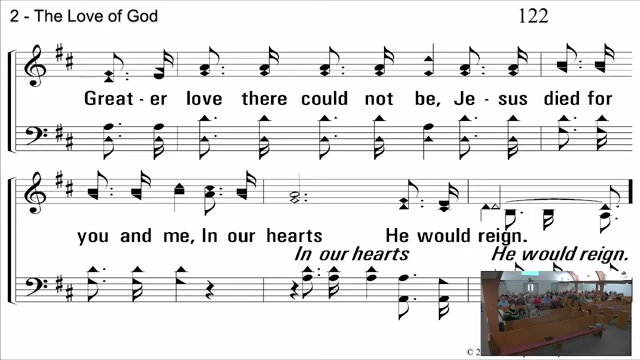 2 - The Love of God
122
Great - er love there could not be, Je - sus died for
you and me, In our hearts He would reign.
In our hearts He would reign.
© 2